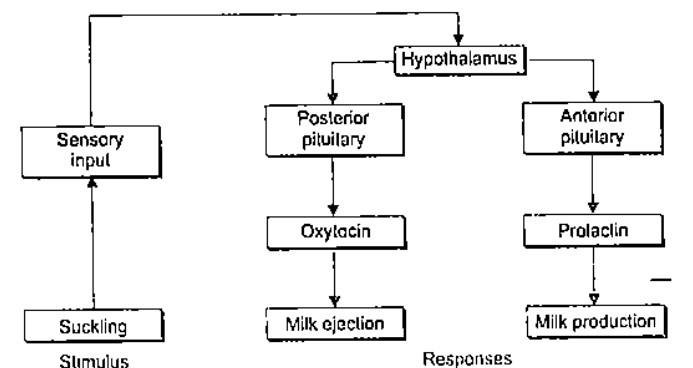 Hypothalamus
Posterior
pituitary
Anterior
pituitary
Sensory
input
Oxytocin
Prolactin
Suckling
Milk ejection
Milk production
Stimulus
Responses